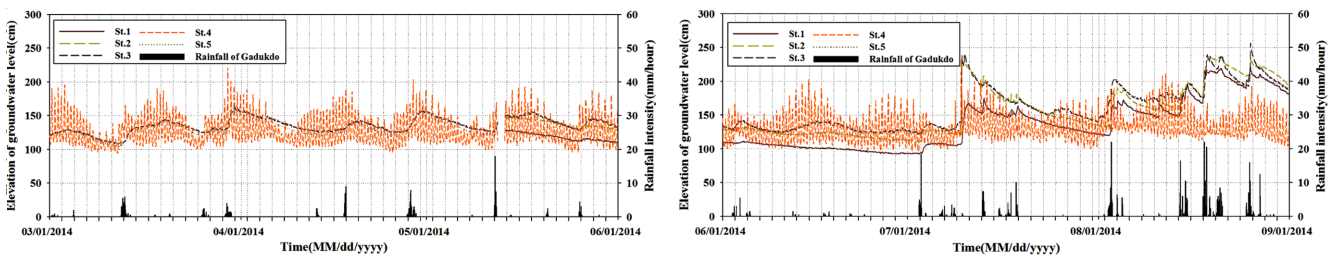 Elevation of groundwater level(cm)
300
250
200
150
100
50
0
St.1
St.2
St.3
St.4
St.5
Rainfall of Gadukdo
60
50
40
30
20
10
0
Rainfall intensity(mm/hour)
03/01/2014
04/01/2014
05/01/2014
06/01/2014
Time(MM/dd/yyyy)
Elevation of groundwater level(cm)
300
250
200
150
100
50
0
St.1
St.2
St.3
St.4
St.5
Rainfall of Gadukdo
60
50
40
30
20
10
0
Rainfall intensity(mm/hour)
06/01/2014
07/01/2014
08/01/2014
09/01/2014
Time(MM/dd/yyyy)